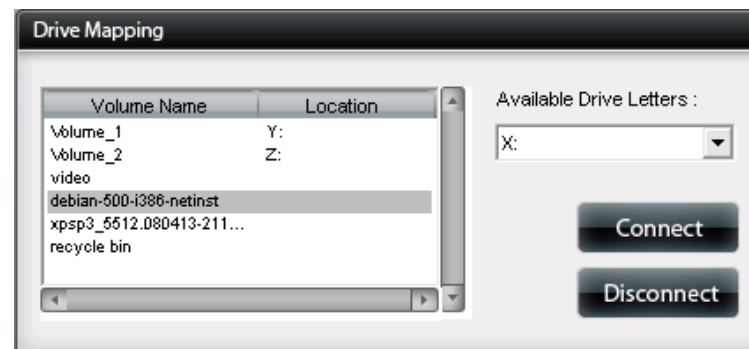 Drive Mapping
Volume Name Location
Volume_1 Y:
Volume_2 Z:
video
debian-500-i386-netinst
xpsp3_5512.080413-211...
recycle bin
Available Drive Letters :
X:
Connect
Disconnect